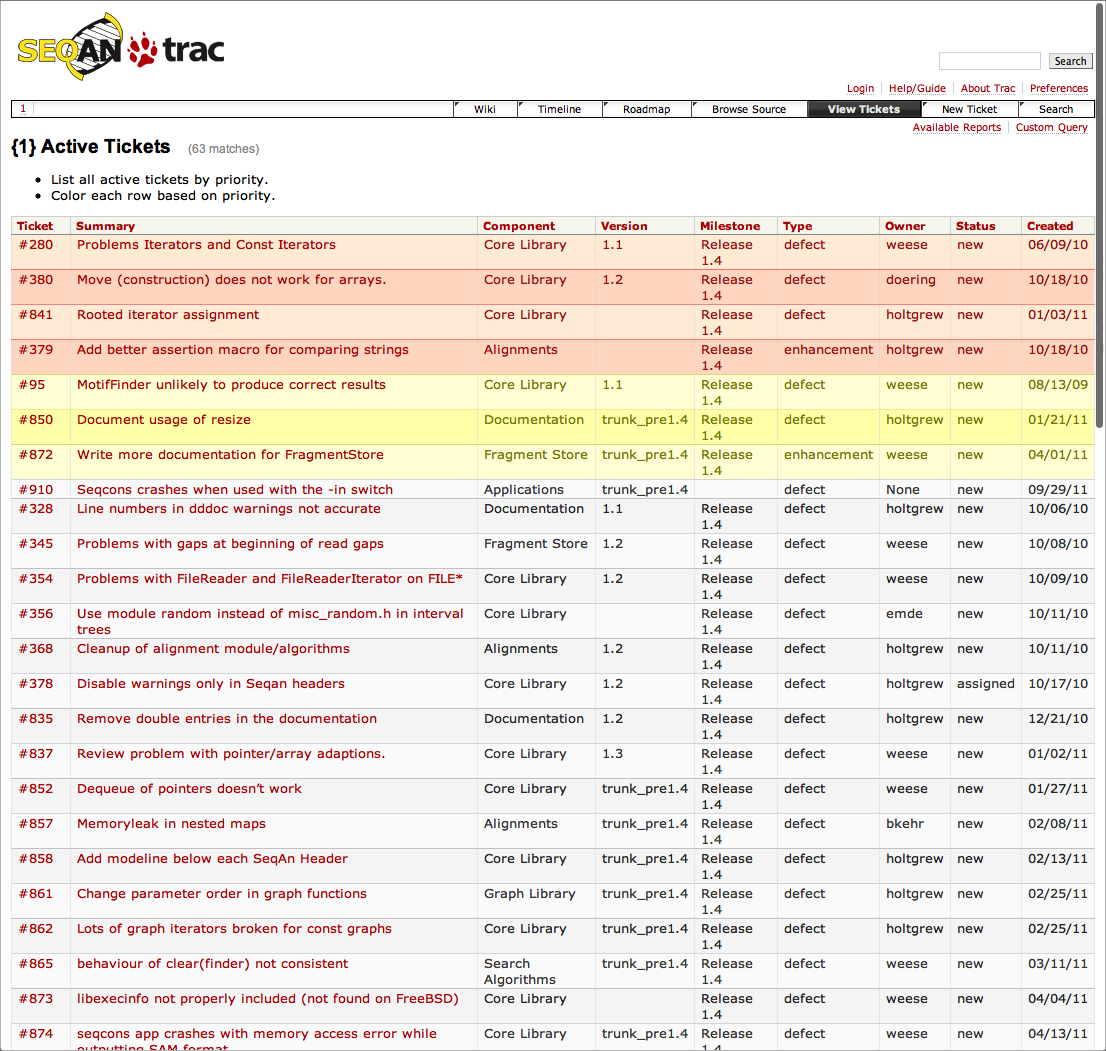 SEQAN trac
Search
Login Help/Guide About Trac Preferences
1 Wiki Timeline Roadmap Browse Source View Tickets New Ticket Search
Available Reports Custom Query
{1} Active Tickets (63 matches)
• List all active tickets by priority.
• Color each row based on priority.
Ticket Summary Component Version Milestone Type Owner Status Created
#280 Problems Iterators and Const Iterators Core Library 1.1 Release defect weese new 06/09/10
1.4
#380 Move (construction) does not work for arrays. Core Library 1.2 Release defect doering new 10/18/10
1.4
#841 Rooted iterator assignment Core Library Release defect holtgrew new 01/03/11
1.4
#379 Add better assertion macro for comparing strings Alignments Release enhancement holtgrew new 10/18/10
1.4
#95 MotifFinder unlikely to produce correct results Core Library 1.1 Release defect weese new 08/13/09
1.4
#850 Document usage of resize Documentation trunk_pre1.4 Release defect holtgrew new 01/21/11
1.4
#872 Write more documentation for FragmentStore Fragment Store trunk_pre1.4 Release enhancement weese new 04/01/11
1.4
#910 Seqcons crashes when used with the -in switch Applications trunk_pre1.4 defect None new 09/29/11
#328 Line numbers in dddoc warnings not accurate Documentation 1.1 Release defect holtgrew new 10/06/10
1.4
#345 Problems with gaps at beginning of read gaps Fragment Store 1.2 Release defect weese new 10/08/10
1.4
#354 Problems with FileReader and FileReaderIterator on FILE* Core Library 1.2 Release defect weese new 10/09/10
1.4
#356 Use module random instead of misc_random.h in interval Core Library Release defect emde new 10/11/10
trees 1.4
#368 Cleanup of alignment module/algorithms Alignments 1.2 Release defect holtgrew new 10/11/10
1.4
#378 Disable warnings only in Seqan headers Core Library 1.2 Release defect holtgrew assigned 10/17/10
1.4
#835 Remove double entries in the documentation Documentation 1.2 Release defect holtgrew new 12/21/10
1.4
#837 Review problem with pointer/array adaptions. Core Library 1.3 Release defect weese new 01/02/11
1.4
#852 Dequeue of pointers doesn’t work Core Library trunk_pre1.4 Release defect weese new 01/27/11
1.4
#857 Memoryleak in nested maps Alignments trunk_pre1.4 Release defect bkehr new 02/08/11
1.4
#858 Add modeline below each SeqAn Header Core Library trunk_pre1.4 Release defect holtgrew new 02/13/11
1.4
#861 Change parameter order in graph functions Graph Library trunk_pre1.4 Release defect holtgrew new 02/25/11
1.4
#862 Lots of graph iterators broken for const graphs Core Library trunk_pre1.4 Release defect holtgrew new 02/25/11
1.4
#865 behaviour of clear(finder) not consistent Search trunk_pre1.4 Release defect weese new 03/11/11
Algorithms 1.4
#873 libexecinfo not properly included (not found on FreeBSD) Core Library Release defect weese new 04/04/11
1.4
#874 seqcons app crashes with memory access error while Core Library trunk_pre1.4 Release defect weese new 04/13/11
outputting SAM format 1.4